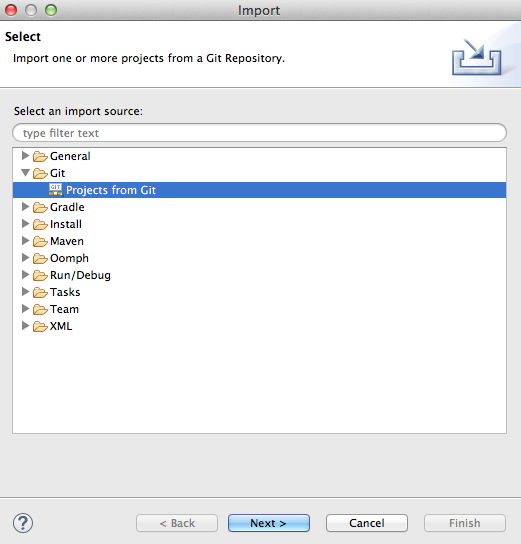 Import
Select
Import one or more projects from a Git Repository.
Select an import source:
type filter text
General
Git
GIT
Projects from Git
Gradle
Install
Maven
Oomph
Run/Debug
Tasks
Team
XML
?
< Back
Next >
Cancel
Finish